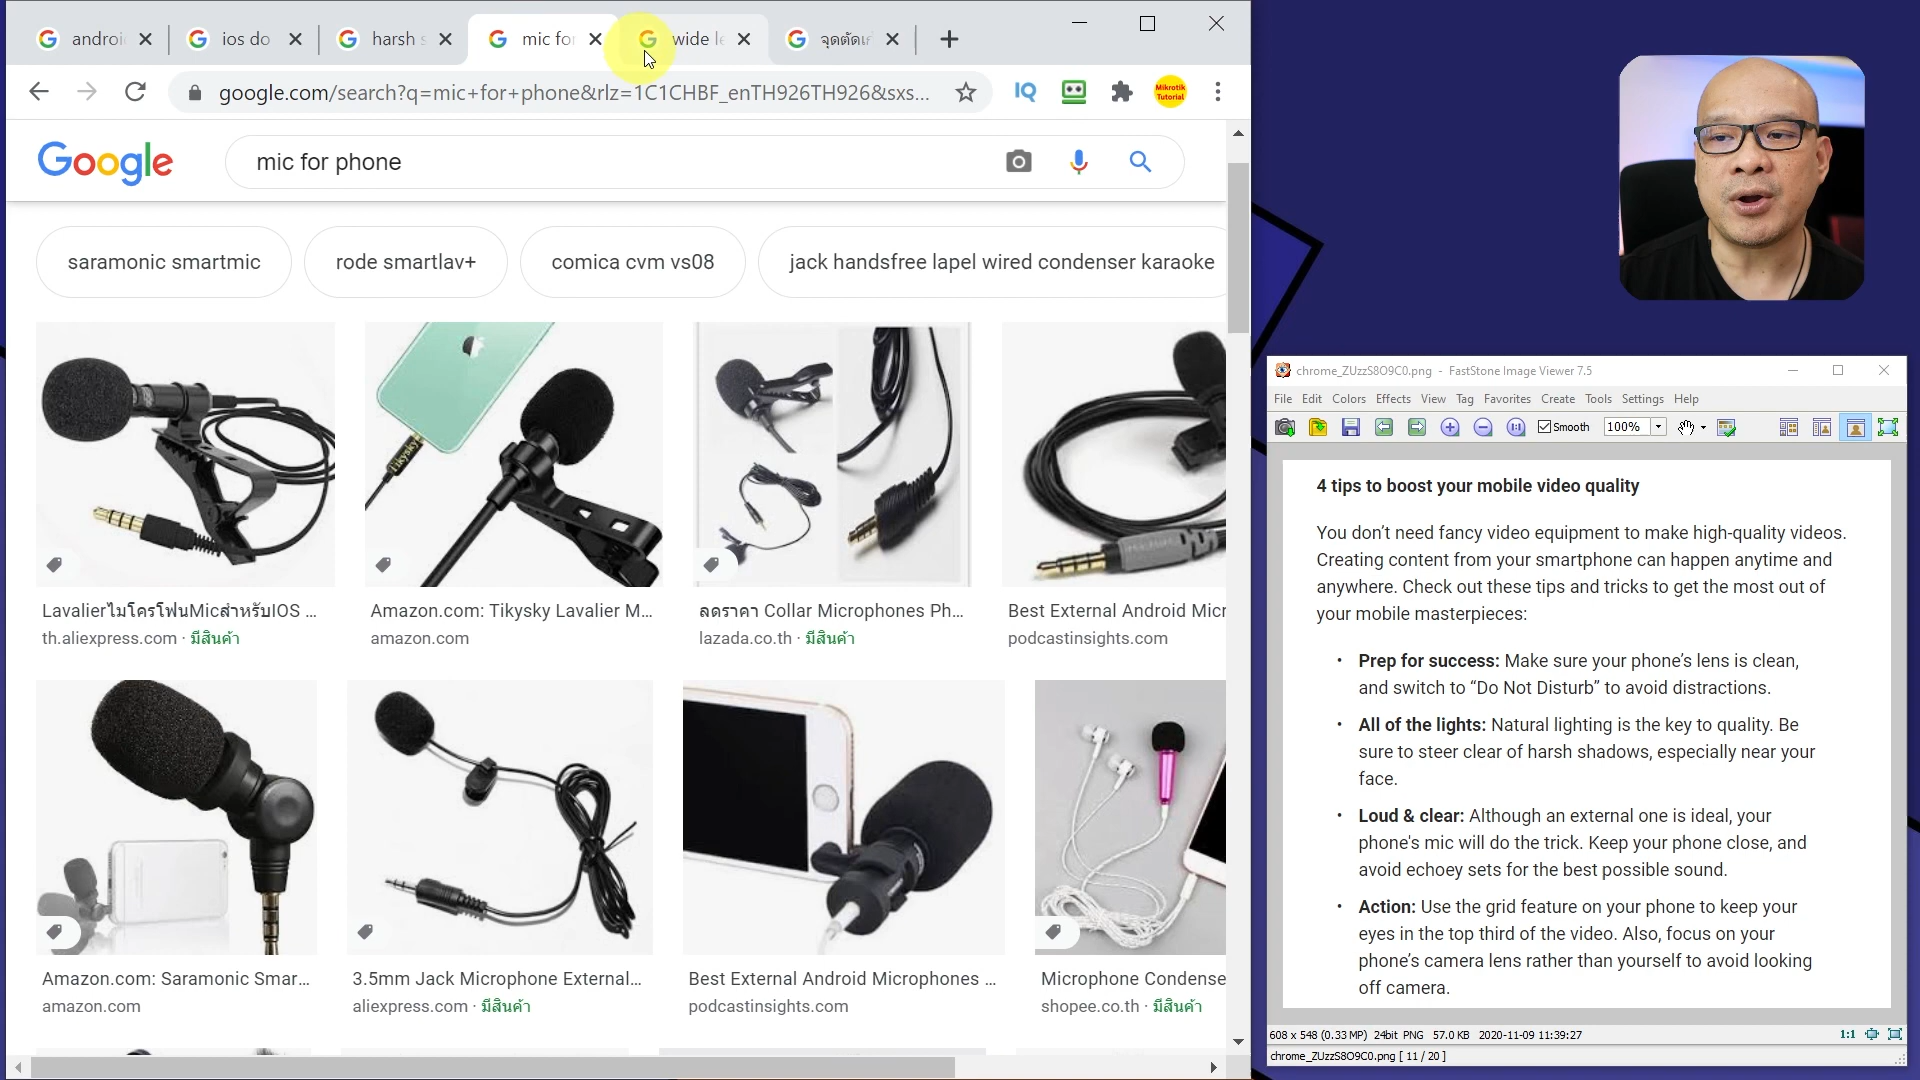 androi
ios do
harsh s
mic for
wide le
จุดตัดเก
google.com/search?q=mic+for+phone&rlz=1C1CHBF_enTH926TH926&sxs...
IQ
Mikrotik
Tutorial
Google
mic for phone
saramonic smartmic
rode smartlav+
comica cvm vs08
jack handsfree lapel wired condenser karaoke
Tikysky
LavalierไมโครโฟนMicสำหรับIOS ...
th.aliexpress.com · มีสินค้า
Amazon.com: Tikysky Lavalier M...
amazon.com
ลดราคา Collar Microphones Ph...
lazada.co.th · มีสินค้า
Best External Android Micr
podcastinsights.com
Amazon.com: Saramonic Smar...
amazon.com
3.5mm Jack Microphone External...
aliexpress.com · มีสินค้า
Best External Android Microphones ...
podcastinsights.com
Microphone Condense
shopee.co.th · มีสินค้า
chrome_ZUzzS8O9C0.png - FastStone Image Viewer 7.5
File Edit Colors Effects View Tag Favorites Create Tools Settings Help
Smooth 100%
4 tips to boost your mobile video quality
You don’t need fancy video equipment to make high-quality videos.
Creating content from your smartphone can happen anytime and
anywhere. Check out these tips and tricks to get the most out of
your mobile masterpieces:
• Prep for success: Make sure your phone’s lens is clean,
and switch to “Do Not Disturb” to avoid distractions.
• All of the lights: Natural lighting is the key to quality. Be
sure to steer clear of harsh shadows, especially near your
face.
• Loud & clear: Although an external one is ideal, your
phone's mic will do the trick. Keep your phone close, and
avoid echoey sets for the best possible sound.
• Action: Use the grid feature on your phone to keep your
eyes in the top third of the video. Also, focus on your
phone’s camera lens rather than yourself to avoid looking
off camera.
608 x 548 (0.33 MP) 24bit PNG 57.0 KB 2020-11-09 11:39:27
1:1
chrome_ZUzzS8O9C0.png [ 11 / 20 ]